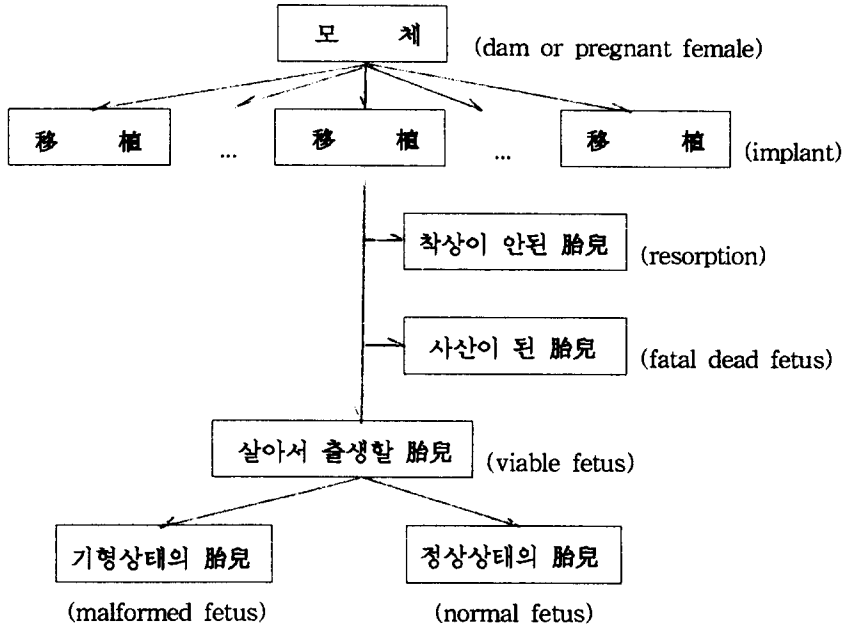 모 체 (dam or pregnant female)
移 植 ... 移 植 ... 移 植 (implant)
착상이 안된 胎兒 (resorption)
사산이 된 胎兒 (fatal dead fetus)
살아서 출생할 胎兒 (viable fetus)
기형상태의 胎兒 정상상태의 胎兒
(malformed fetus) (normal fetus)